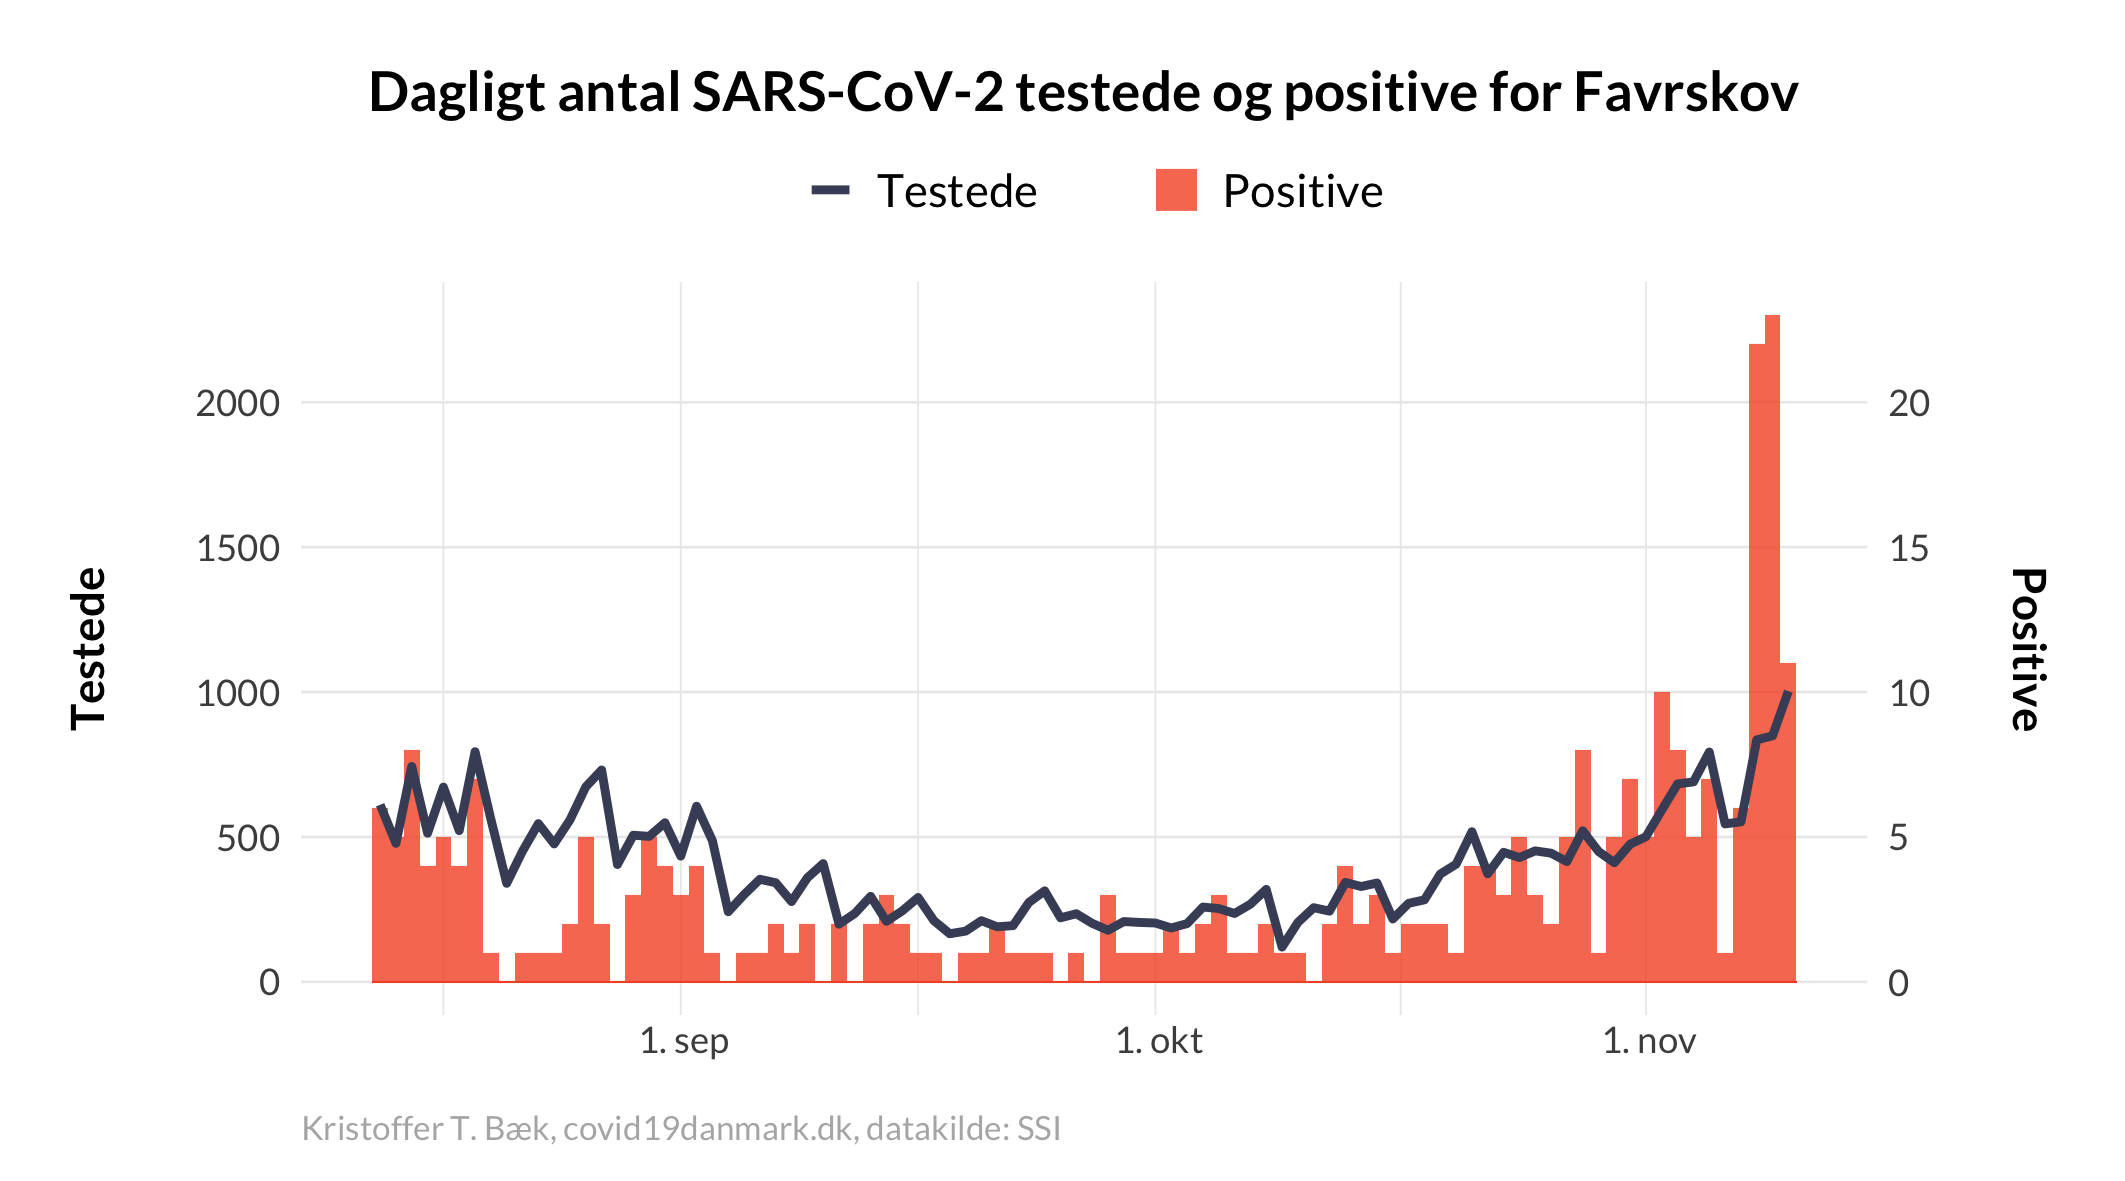 Dagligt antal SARS-CoV-2 testede og positive for Favrskov
Testede
Positive
2000
1500
1000
500
0
20
15
10
5
0
Testede
Positive
1. sep
1. okt
1. nov
Kristoffer T. Bæk, covid19danmark.dk, datakilde: SSI